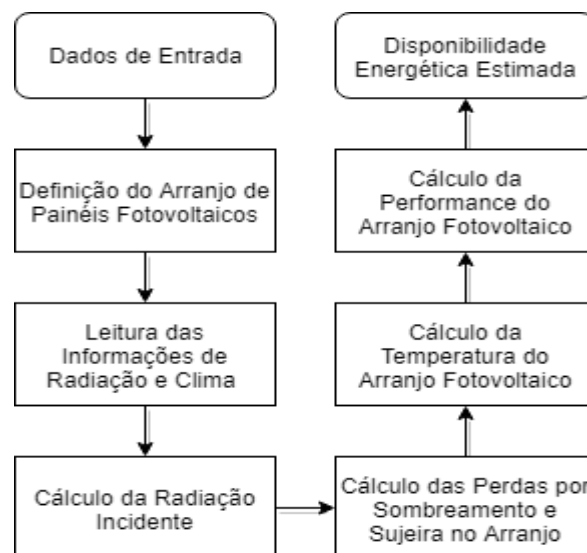 Dados de Entrada
Definição do Arranjo de
Painéis Fotovoltaicos
Leitura das
Informações de
Radiação e Clima
Cálculo da Radiação
Incidente
Cálculo das Perdas por
Sombreamento e
Sujeira no Arranjo
Cálculo da
Temperatura do
Arranjo Fotovoltaico
Cálculo da
Performance do
Arranjo Fotovoltaico
Disponibilidade
Energética Estimada